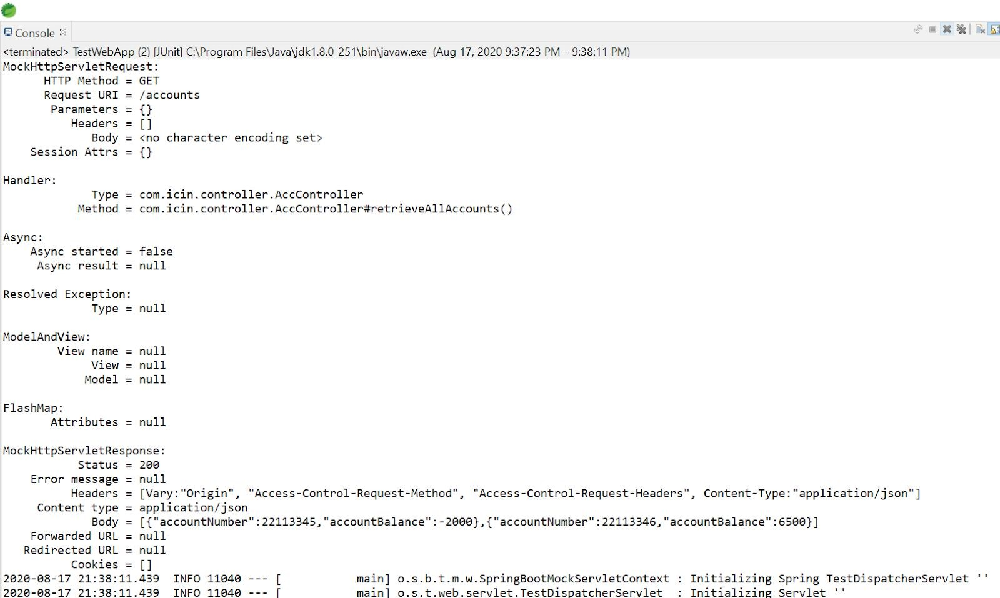 Console
<terminated> TestWebApp (2) [JUnit] C:\Program Files\Java\jdk1.8.0_251\bin\javaw.exe (Aug 17, 2020 9:37:23 PM – 9:38:11 PM)
MockHttpServletRequest:
HTTP Method = GET
Request URI = /accounts
Parameters = {}
Headers = []
Body = <no character encoding set>
Session Attrs = {}
Handler:
Type = com.icin.controller.AccController
Method = com.icin.controller.AccController#retrieveAllAccounts()
Async:
Async started = false
Async result = null
Resolved Exception:
Type = null
ModelAndView:
View name = null
View = null
Model = null
FlashMap:
Attributes = null
MockHttpServletResponse:
Status = 200
Error message = null
Headers = [Vary:"Origin", "Access-Control-Request-Method", "Access-Control-Request-Headers", Content-Type:"application/json"]
Content type = application/json
Body = [{"accountNumber":22113345,"accountBalance":-2000},{"accountNumber":22113346,"accountBalance":6500}]
Forwarded URL = null
Redirected URL = null
Cookies = []
2020-08-17 21:38:11.439  INFO 11040 --- [           main] o.s.b.t.m.w.SpringBootMockServletContext : Initializing Spring TestDispatcherServlet ''
2020-08-17 21:38:11.439  INFO 11040 --- [           main] o.s.t.web.servlet.TestDispatcherServlet  : Initializing Servlet ''